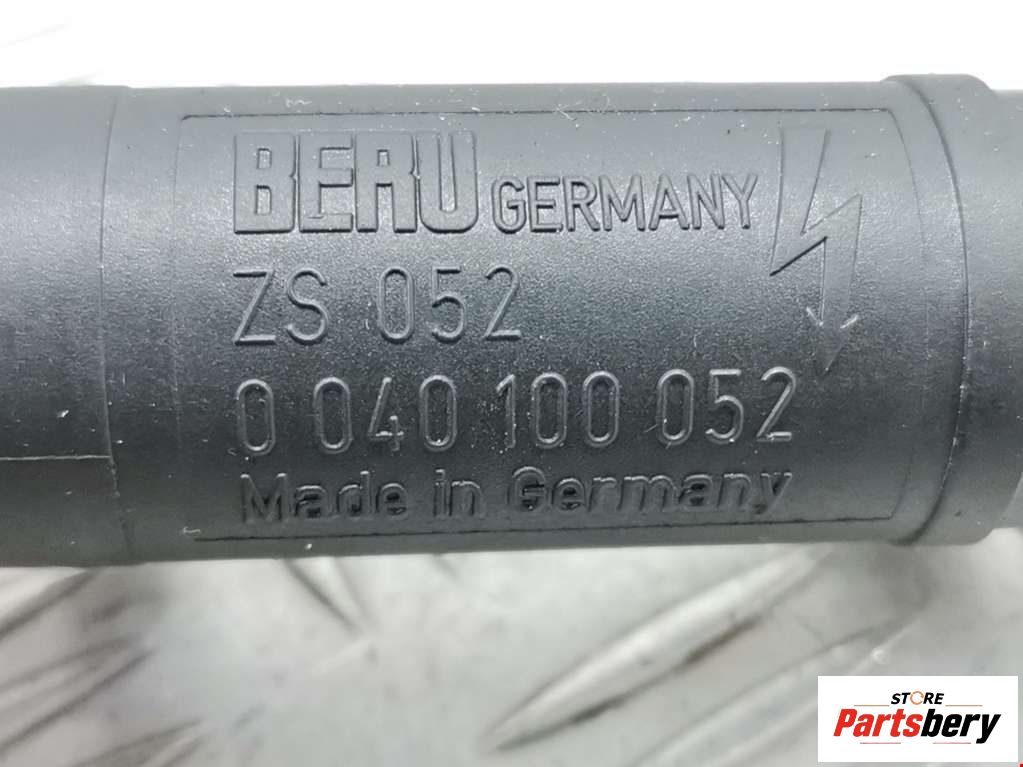 BERU GERMANY
ZS 052
0 040 100 052
Made in Germany
STORE
Partsbery